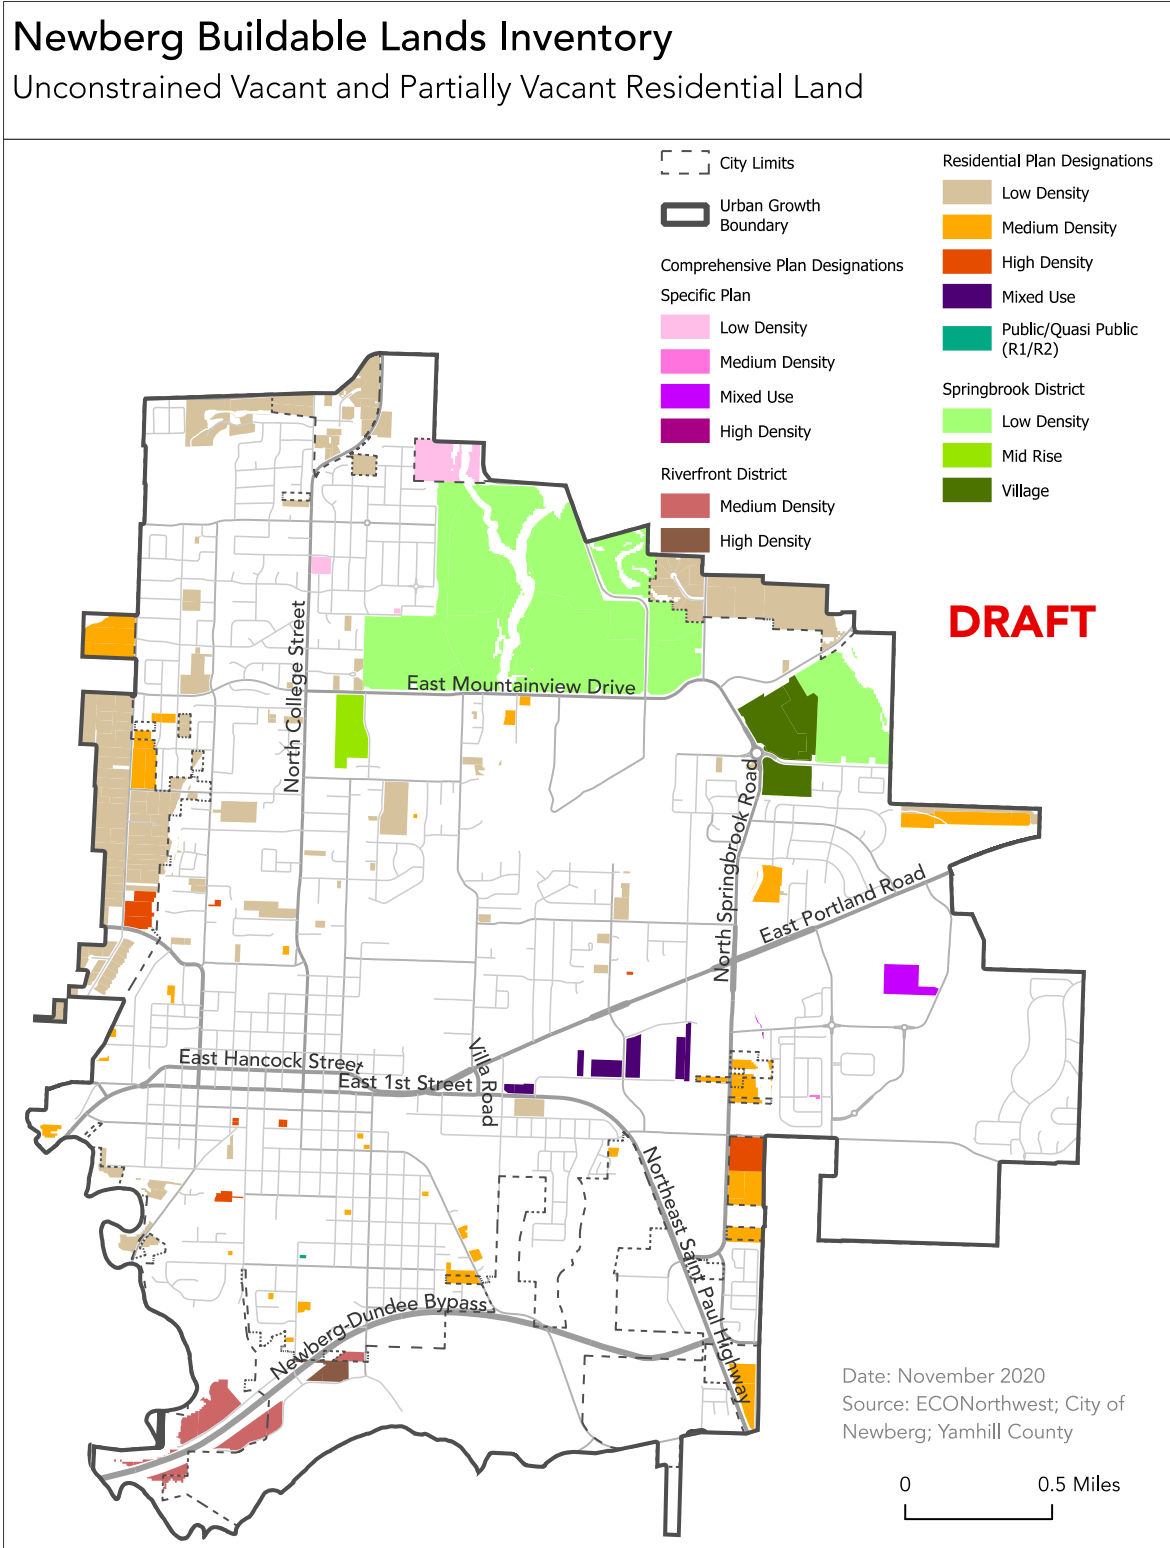 Newberg Buildable Lands Inventory
Unconstrained Vacant and Partially Vacant Residential Land
City Limits
Urban Growth
Boundary
Comprehensive Plan Designations
Specific Plan
Low Density
Medium Density
Mixed Use
High Density
Riverfront District
Medium Density
High Density
Residential Plan Designations
Low Density
Medium Density
High Density
Mixed Use
Public/Quasi Public
(R1/R2)
Springbrook District
Low Density
Mid Rise
Village
DRAFT
North College Street
East Mountainview Drive
North Springbrook Road
East Portland Road
Villa Road
East Hancock Street
East 1st Street
Northeast Saint Paul Highway
Newberg-Dundee Bypass
Date: November 2020
Source: ECONorthwest; City of
Newberg; Yamhill County
0 0.5 Miles